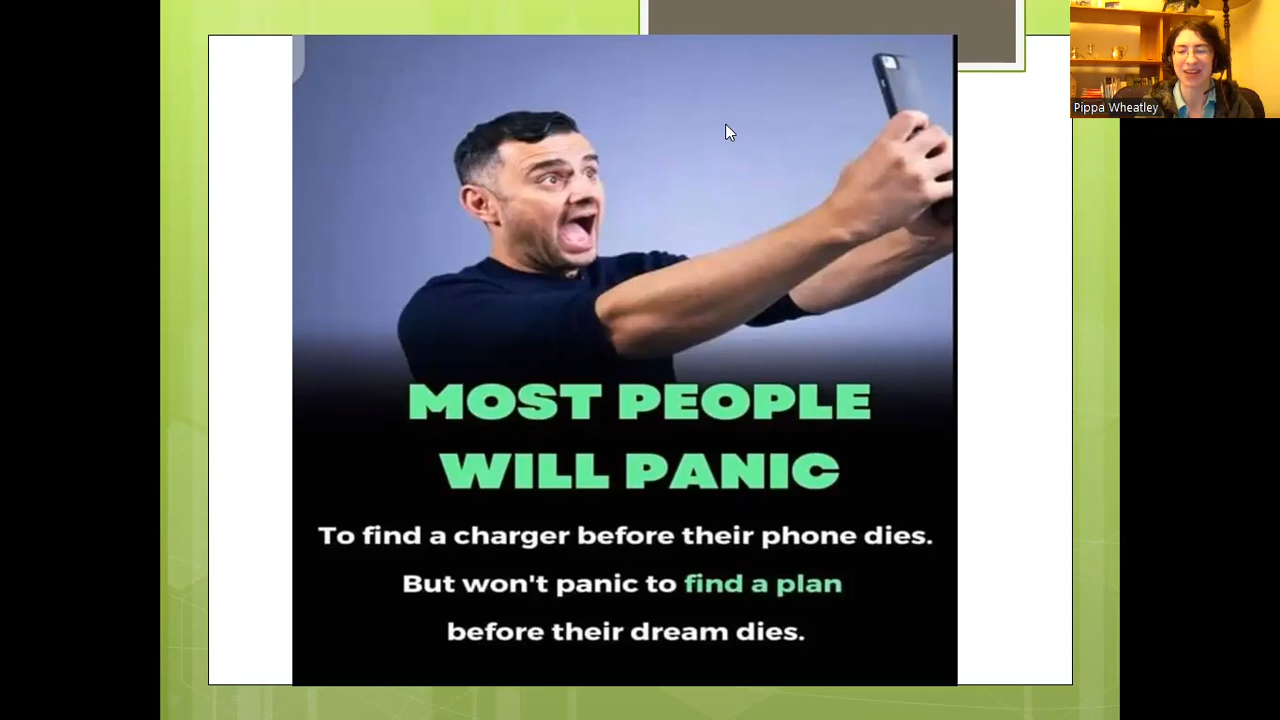 Pippa Wheatley
MOST PEOPLE
WILL PANIC
To find a charger before their phone dies.
But won't panic to find a plan
before their dream dies.